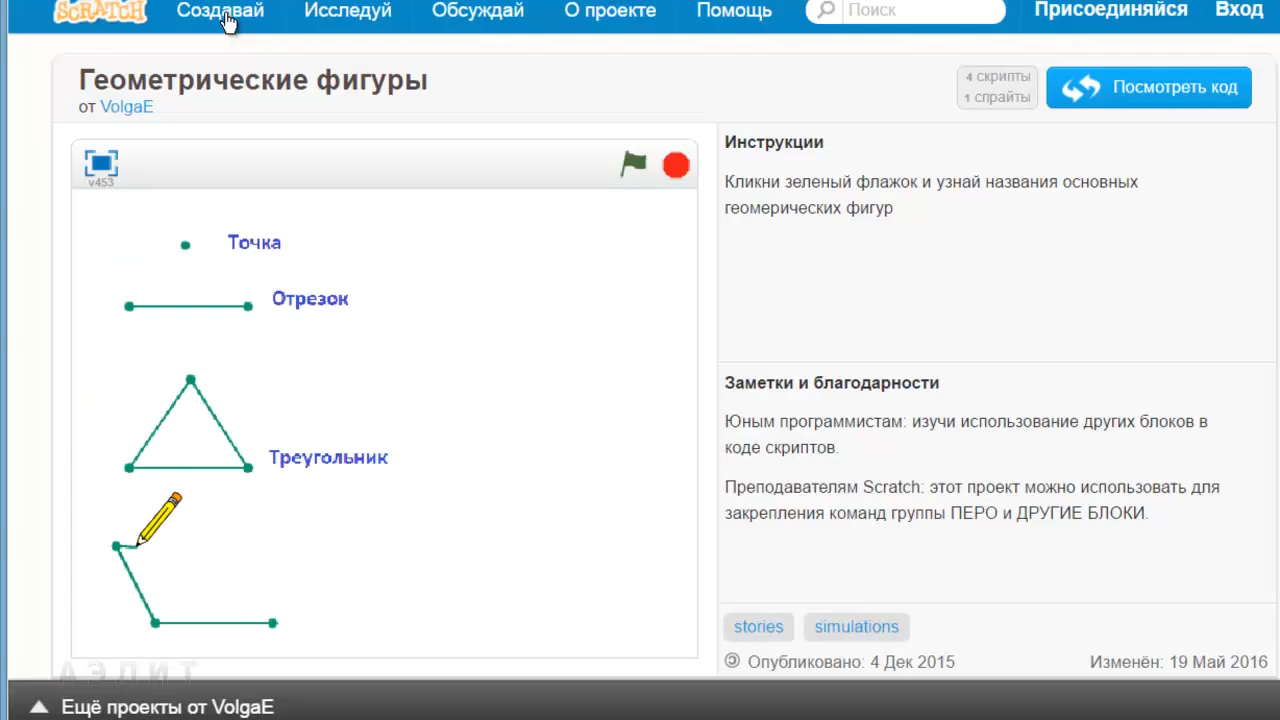 SCRATCH Создавай Исследуй Обсуждай О проекте Помощь Поиск Присоединяйся Вход
Геометрические фигуры
от VolgaE
4 скрипты
1 спрайты
Посмотреть код
v453
Точка
Отрезок
Треугольник
Инструкции
Кликни зеленый флажок и узнай названия основных
геомерических фигур
Заметки и благодарности
Юным программистам: изучи использование других блоков в
коде скриптов.
Преподавателям Scratch: этот проект можно использовать для
закрепления команд группы ПЕРО и ДРУГИЕ БЛОКИ.
stories simulations
Опубликовано: 4 Дек 2015 Изменён: 19 Май 2016
АЭЛИТ
Ещё проекты от VolgaE